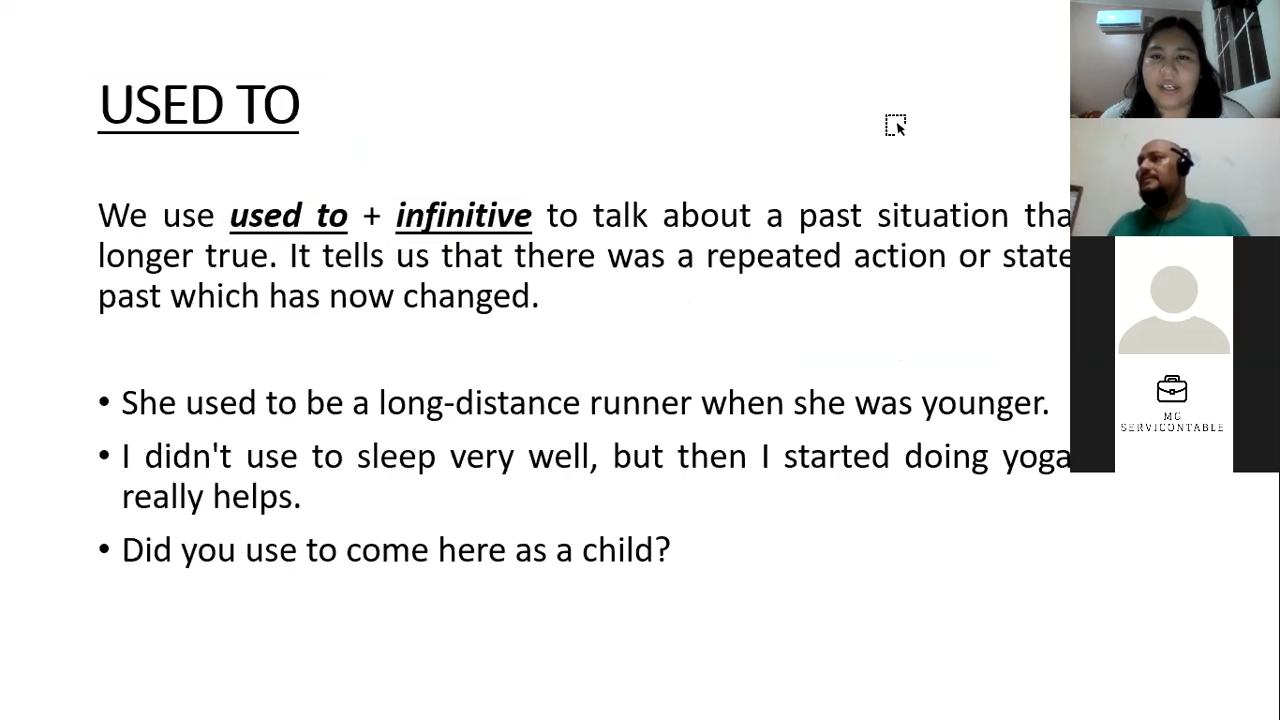 USED TO
We use used to + infinitive to talk about a past situation tha
longer true. It tells us that there was a repeated action or state
past which has now changed.
• She used to be a long-distance runner when she was younger.
• I didn't use to sleep very well, but then I started doing yoga
really helps.
• Did you use to come here as a child?
MG
SERVICONTABLE